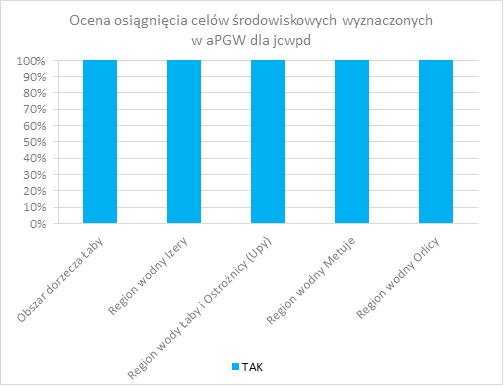 Ocena osiągnięcia celów środowiskowych wyznaczonych
w aPGW dla jcwpd
100%
90%
80%
70%
60%
50%
40%
30%
20%
10%
0%
Obszar dorzecza Łaby
Region wodny Izery
Region wody Łaby i Ostrożnicy (Upy)
Region wodny Metuje
Region wodny Orlicy
TAK